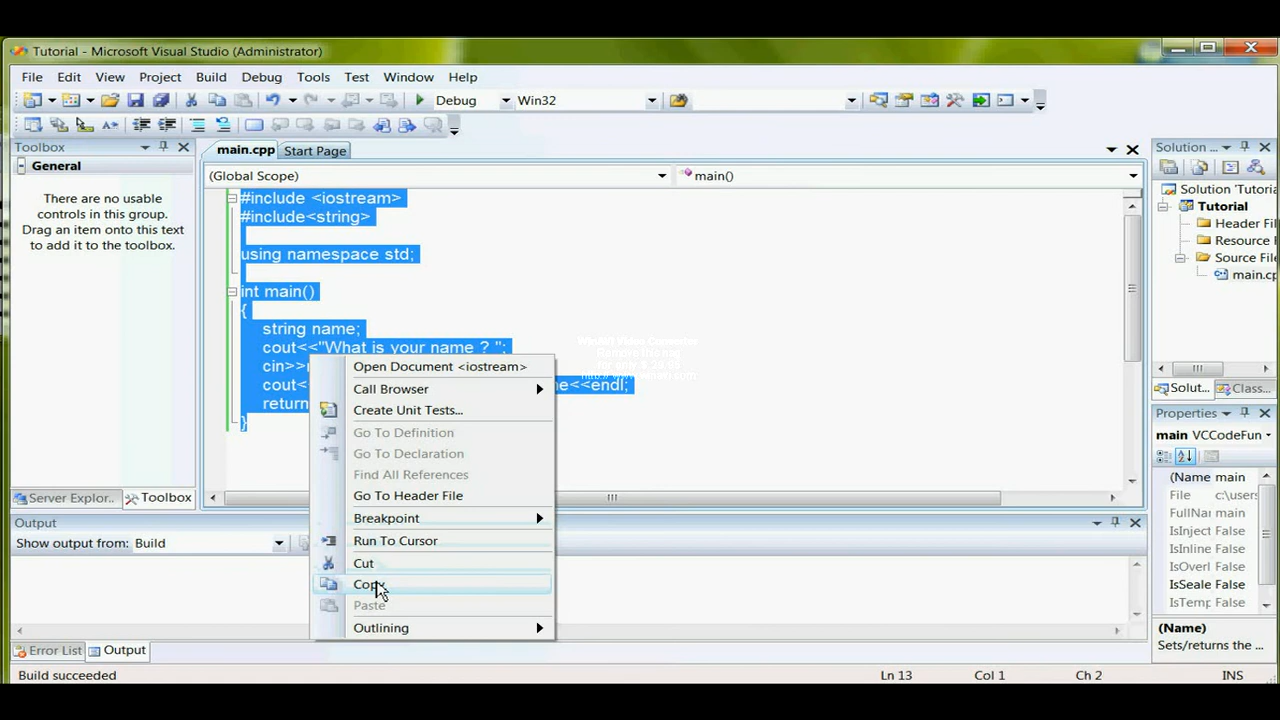 Tutorial - Microsoft Visual Studio (Administrator)
File Edit View Project Build Debug Tools Test Window Help
Debug Win32
Toolbox
General
There are no usable
controls in this group.
Drag an item onto this text
to add it to the toolbox.
Server Explor... Toolbox
main.cpp Start Page
(Global Scope) main()
#include <iostream>
#include<string>
using namespace std;
int main()
{
string name;
cout<<"What is your name ? ";
cin>>
cout< e<<endl;
return
}
Open Document <iostream>
Call Browser
Create Unit Tests...
Go To Definition
Go To Declaration
Find All References
Go To Header File
Breakpoint
Run To Cursor
Cut
Copy
Paste
Outlining
Solution ...
Solution 'Tutoria
Tutorial
Header Fil
Resource
Source File
main.cp
Solut... Class...
Properties
main VCCodeFun
(Name main
File c:\users
FullNar main
IsInject False
IsInline False
IsOverl False
IsSeale False
IsTemp False
(Name)
Sets/returns the ...
Output
Show output from: Build
Error List Output
Build succeeded Ln 13 Col 1 Ch 2 INS